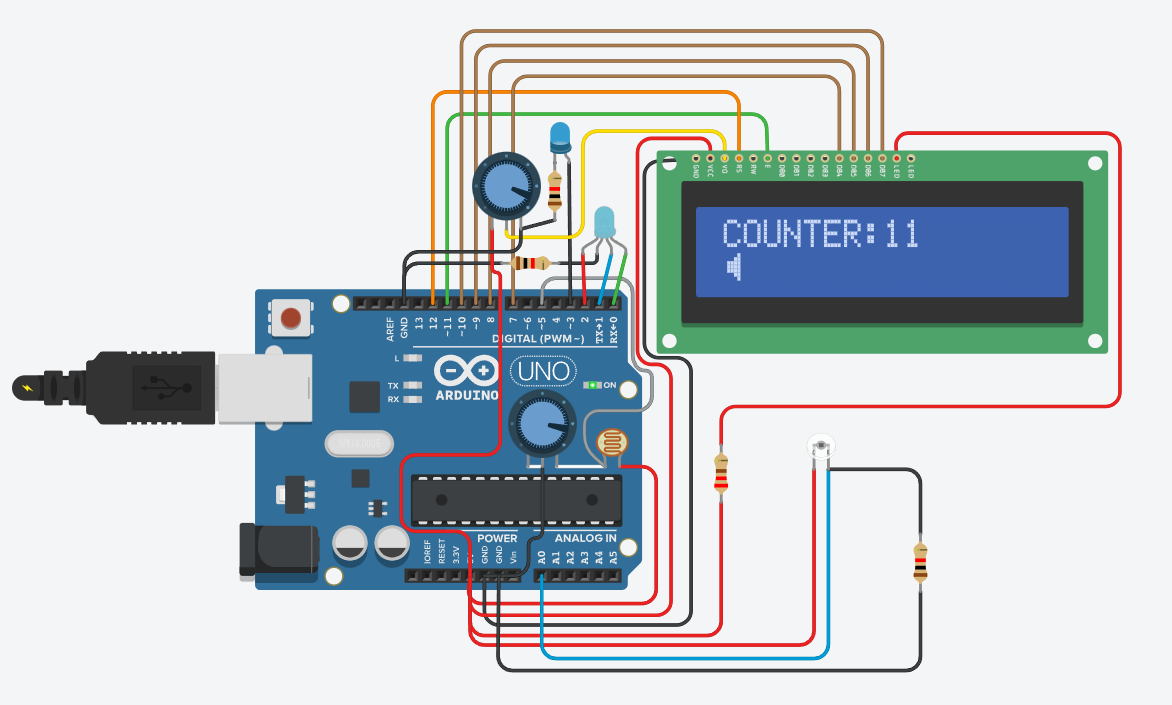 GND
VCC
VO
RS
RW
E
DB0
DB1
DB2
DB3
DB4
DB5
DB6
DB7
LED
LED
COUNTER:11
AREF
GND
13
12
~11
~10
~9
8
7
~6
~5
4
~3
2
TX→1
RX←0
DIGITAL (PWM~)
L
TX
RX
ARDUINO
UNO
ON
POWER
ANALOG IN
IOREF
RESET
3.3V
GND
GND
Vin
A0
A1
A2
A3
A4
A5